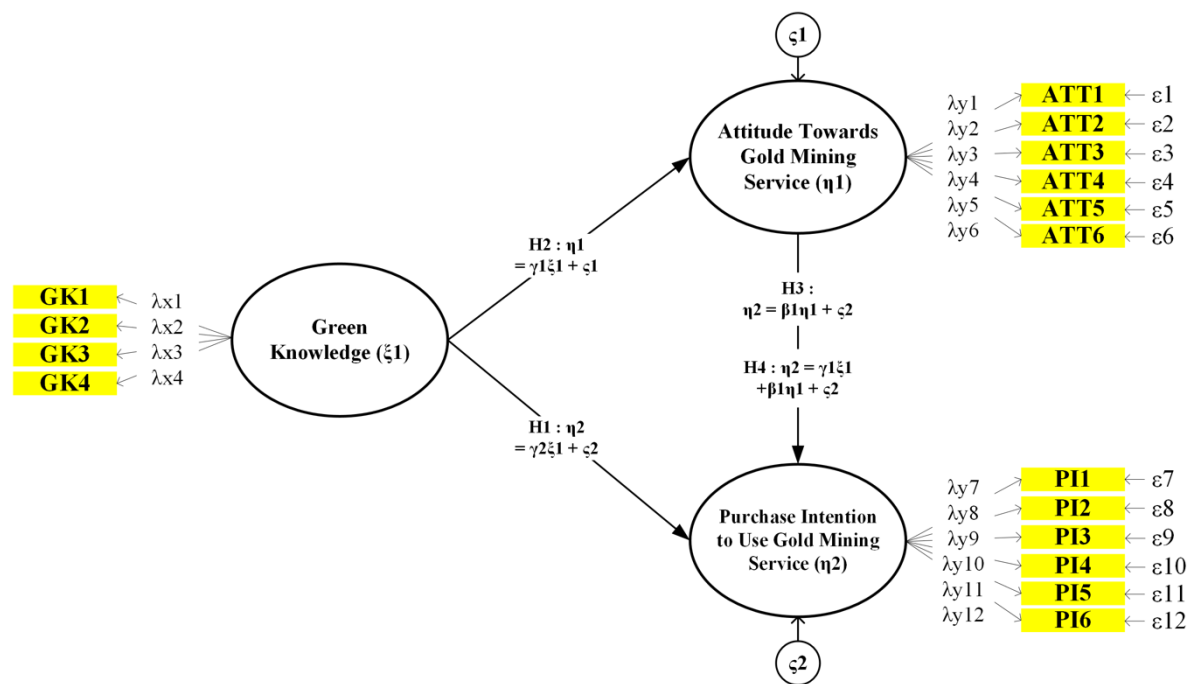 ς1
Attitude Towards
Gold Mining
Service (η1)
λy1
λy2
λy3
λy4
λy5
λy6
ATT1
ATT2
ATT3
ATT4
ATT5
ATT6
ε1
ε2
ε3
ε4
ε5
ε6
H2 : η1
= γ1ξ1 + ς1
GK1
GK2
GK3
GK4
λx1
λx2
λx3
λx4
Green
Knowledge (ξ1)
H3 :
η2 = β1η1 + ς2
H4 : η2 = γ1ξ1
+β1η1 + ς2
H1 : η2
= γ2ξ1 + ς2
Purchase Intention
to Use Gold Mining
Service (η2)
λy7
λy8
λy9
λy10
λy11
λy12
PI1
PI2
PI3
PI4
PI5
PI6
ε7
ε8
ε9
ε10
ε11
ε12
ς2